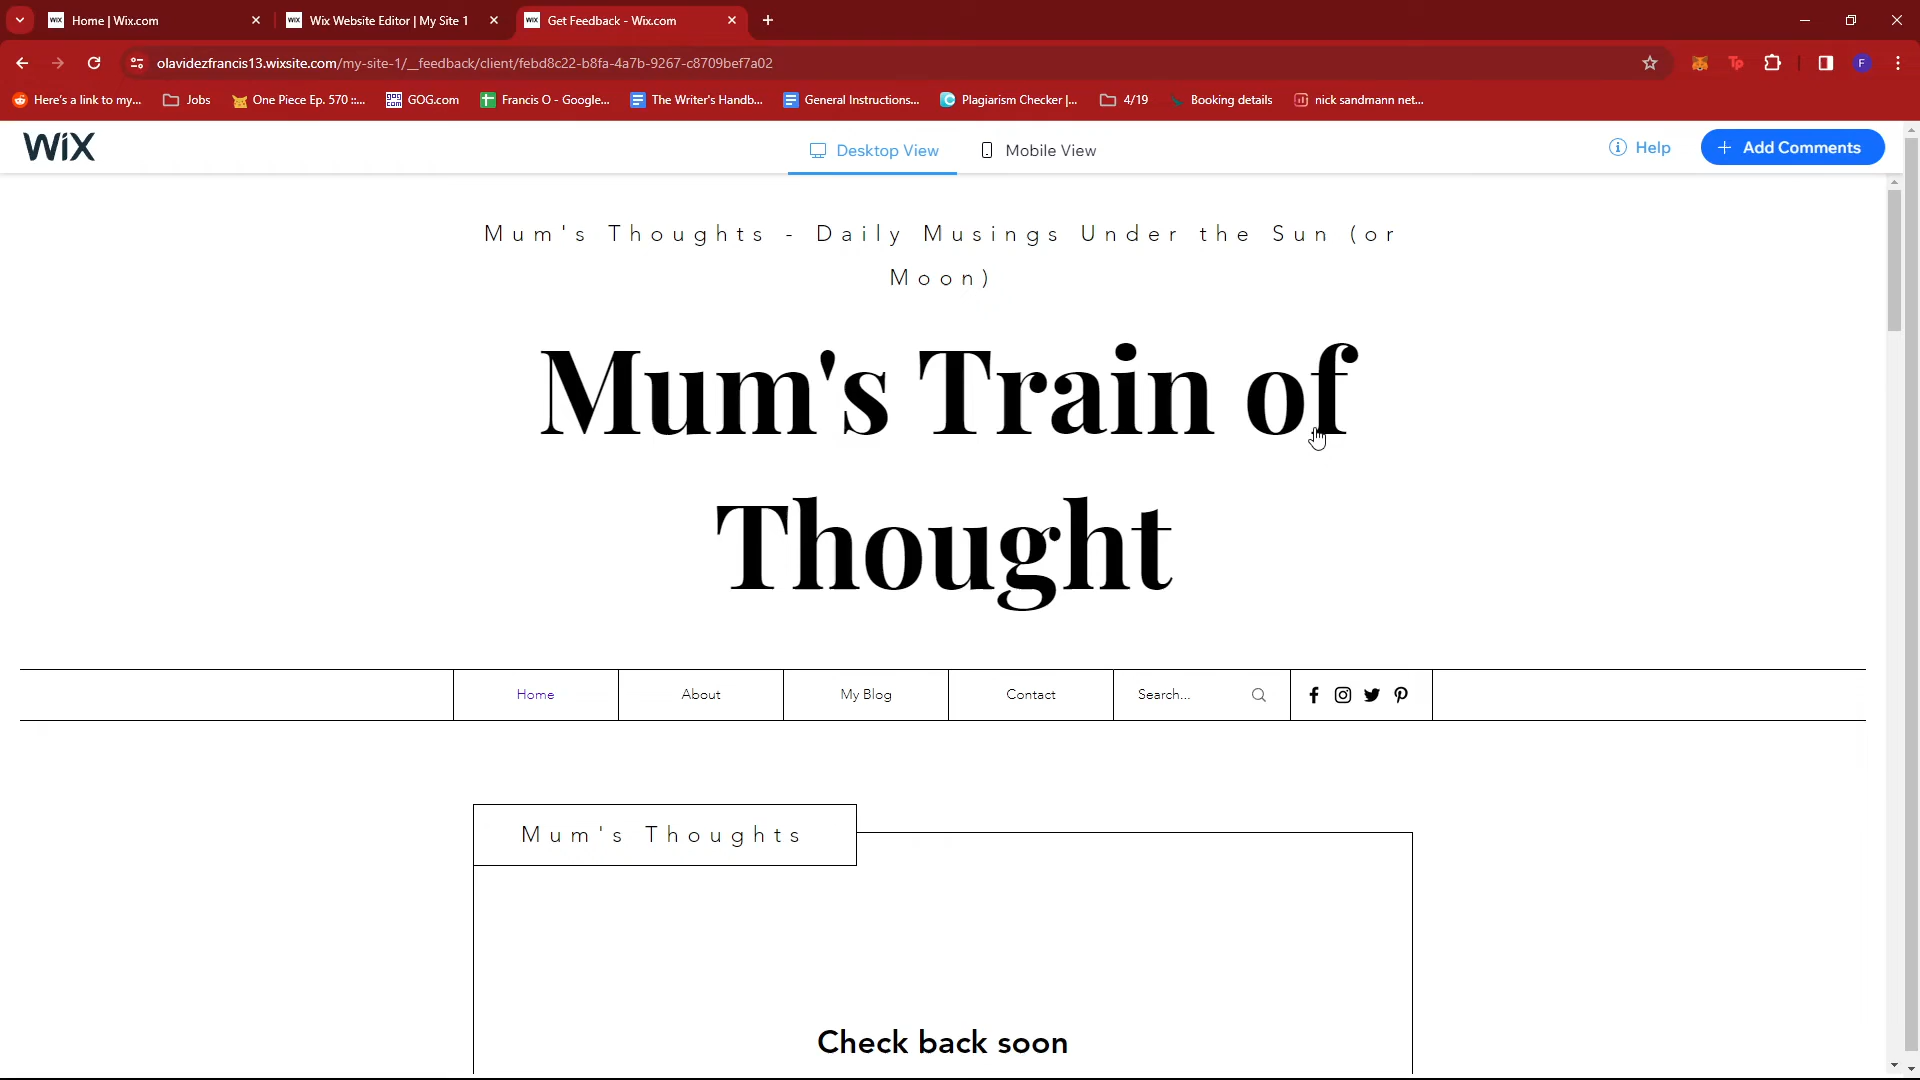 Home | Wix.com
Wix Website Editor | My Site 1
Get Feedback - Wix.com
olavidezfrancis13.wixsite.com/my-site-1/__feedback/client/febd8c22-b8fa-4a7b-9267-c8709bef7a02
Here's a link to my...
Jobs
One Piece Ep. 570 ::...
GOG.com
Francis O - Google...
The Writer's Handb...
General Instructions...
Plagiarism Checker |...
4/19
Booking details
nick sandmann net...
WiX
Desktop View
Mobile View
Help
Add Comments
Mum's Thoughts - Daily Musings Under the Sun (or
Moon)
Mum's Train of
Thought
Home
About
My Blog
Contact
Search...
Mum's Thoughts
Check back soon